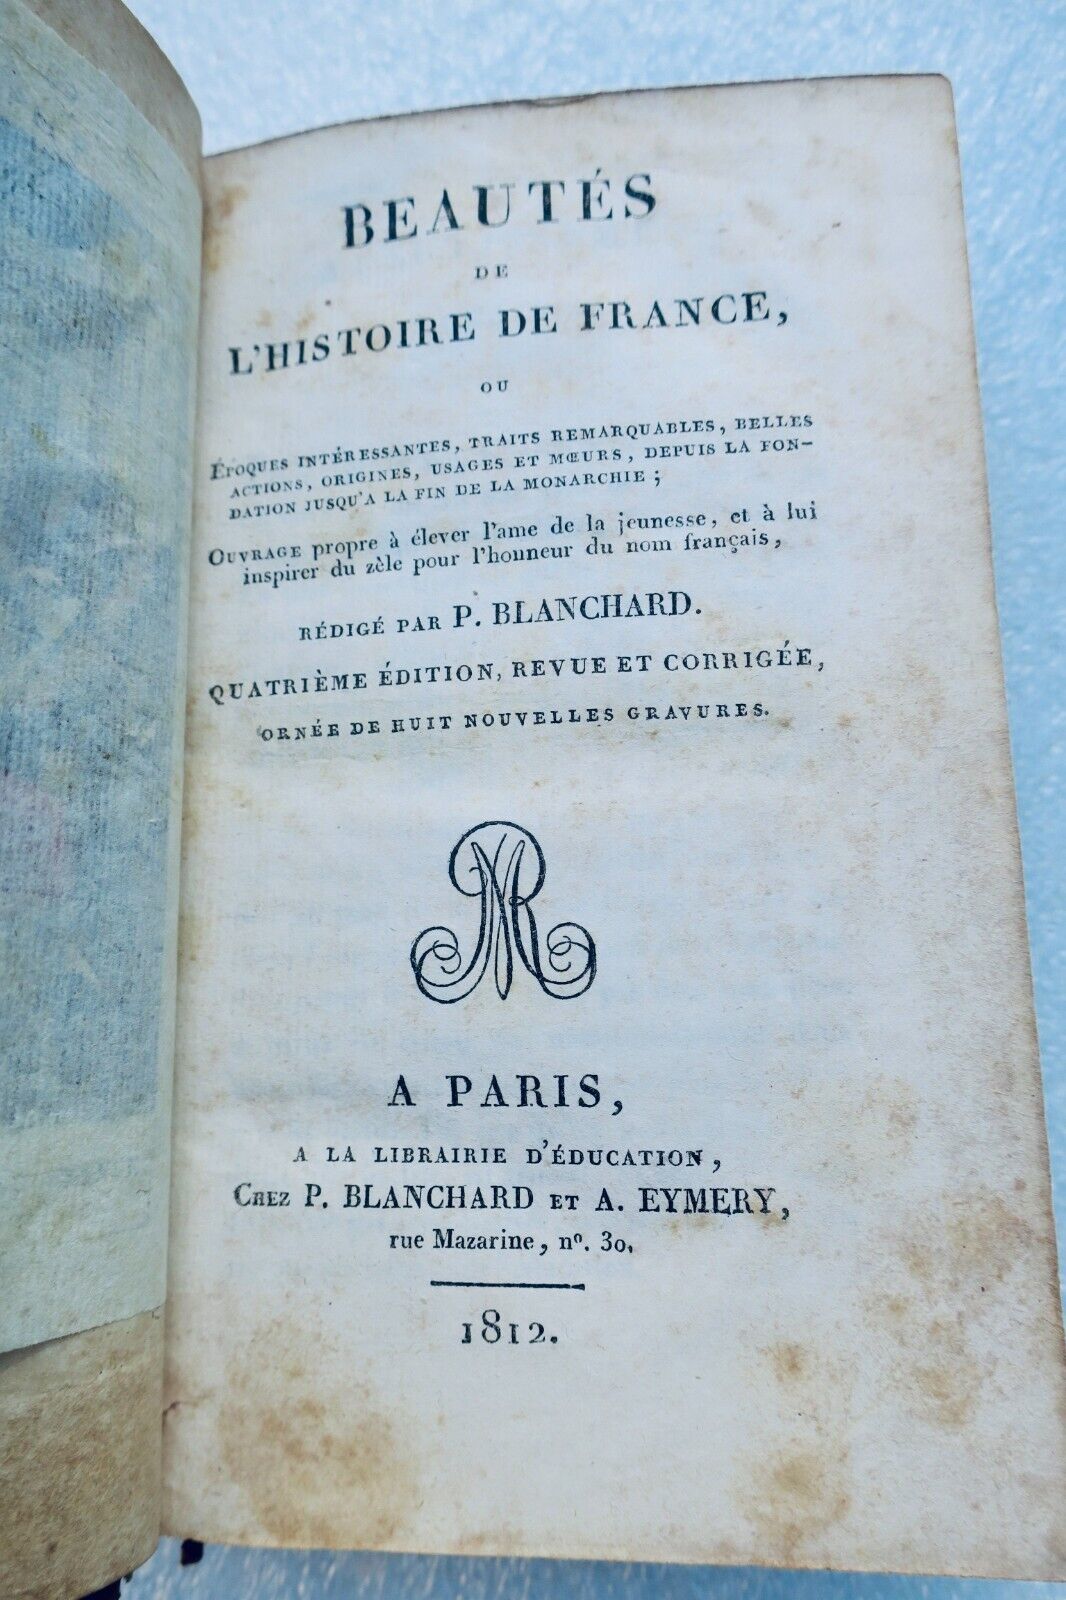 BEAUTÉS
DE
L'HISTOIRE DE FRANCE,
OU
ÉPOQUES INTÉRESSANTES, TRAITS REMARQUABLES, BELLES
ACTIONS, ORIGINES, USAGES ET MŒURS, DEPUIS LA FON-
DATION JUSQU'A LA FIN DE LA MONARCHIE ;
OUVRAGE propre à élever l'ame de la jeunesse, et à lui
inspirer du zèle pour l'honneur du nom français,
RÉDIGÉ PAR P. BLANCHARD.
QUATRIÈME ÉDITION, REVUE ET CORRIGÉE,
ORNÉE DE HUIT NOUVELLES GRAVURES.
A PARIS,
A LA LIBRAIRIE D'ÉDUCATION,
CHEZ P. BLANCHARD ET A. EYMERY,
rue Mazarine, nº. 30.
1812.